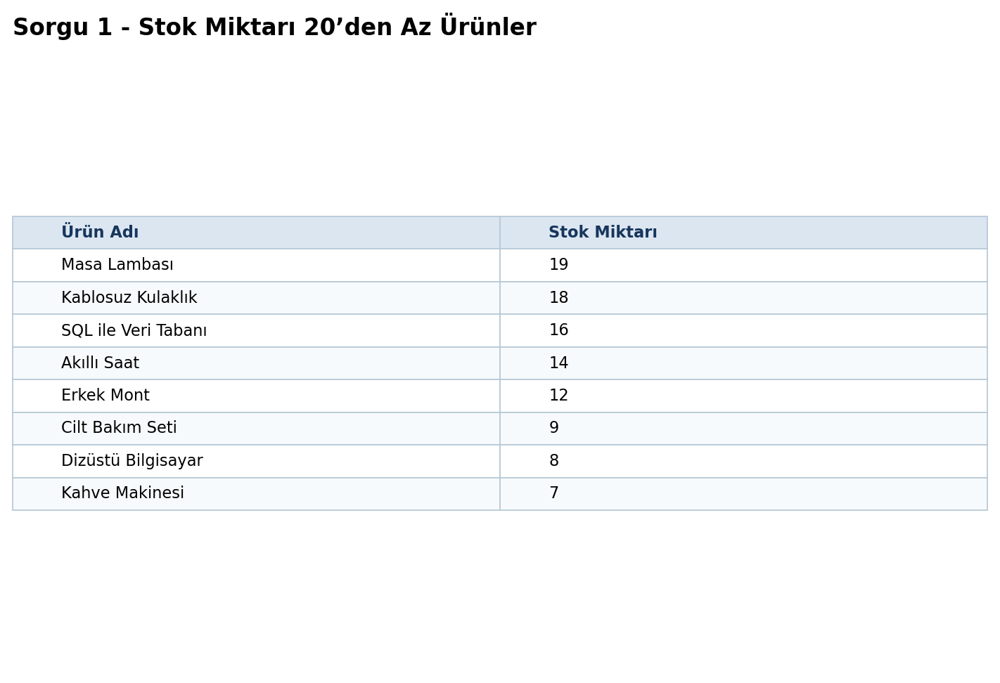 Sorgu 1 - Stok Miktarı 20’den Az Ürünler
Ürün Adı Stok Miktarı
Masa Lambası 19
Kablosuz Kulaklık 18
SQL ile Veri Tabanı 16
Akıllı Saat 14
Erkek Mont 12
Cilt Bakım Seti 9
Dizüstü Bilgisayar 8
Kahve Makinesi 7